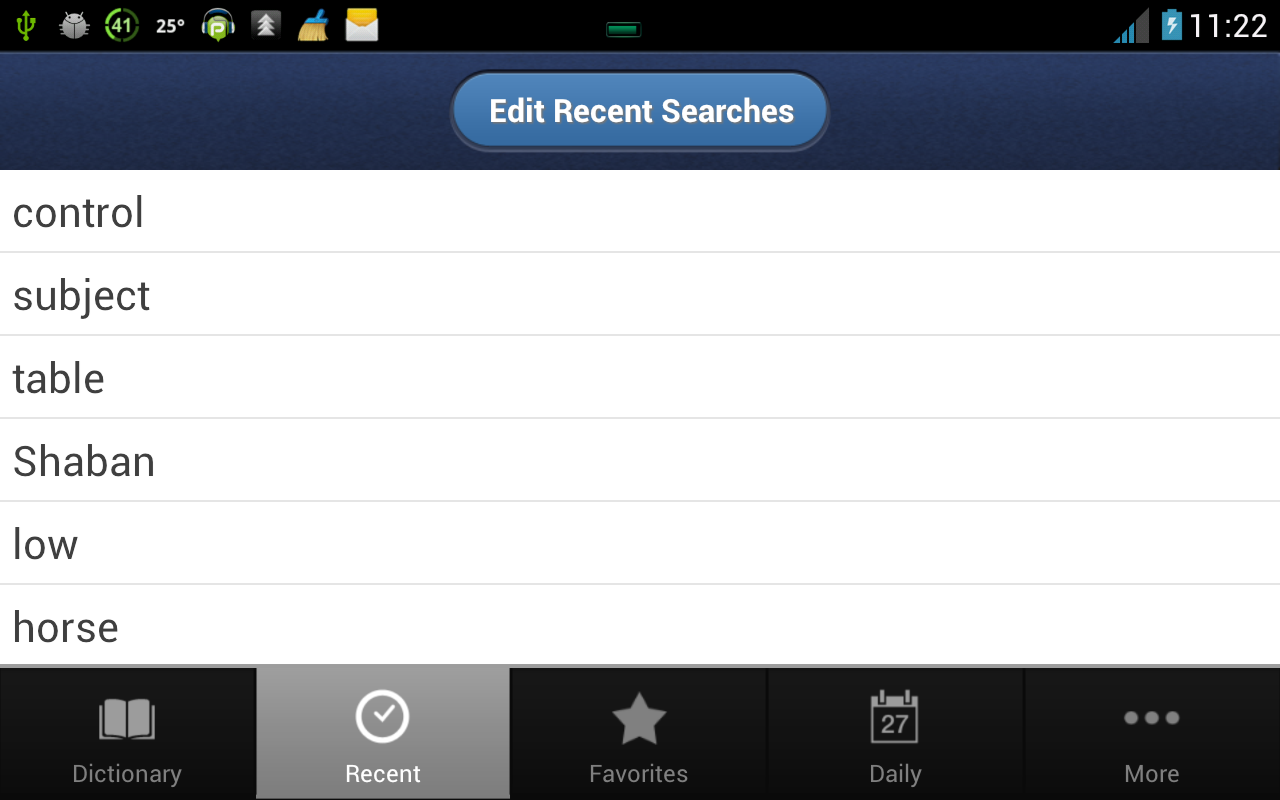 41 25° 11:22
Edit Recent Searches
control
subject
table
Shaban
low
horse
27
Dictionary Recent Favorites Daily More